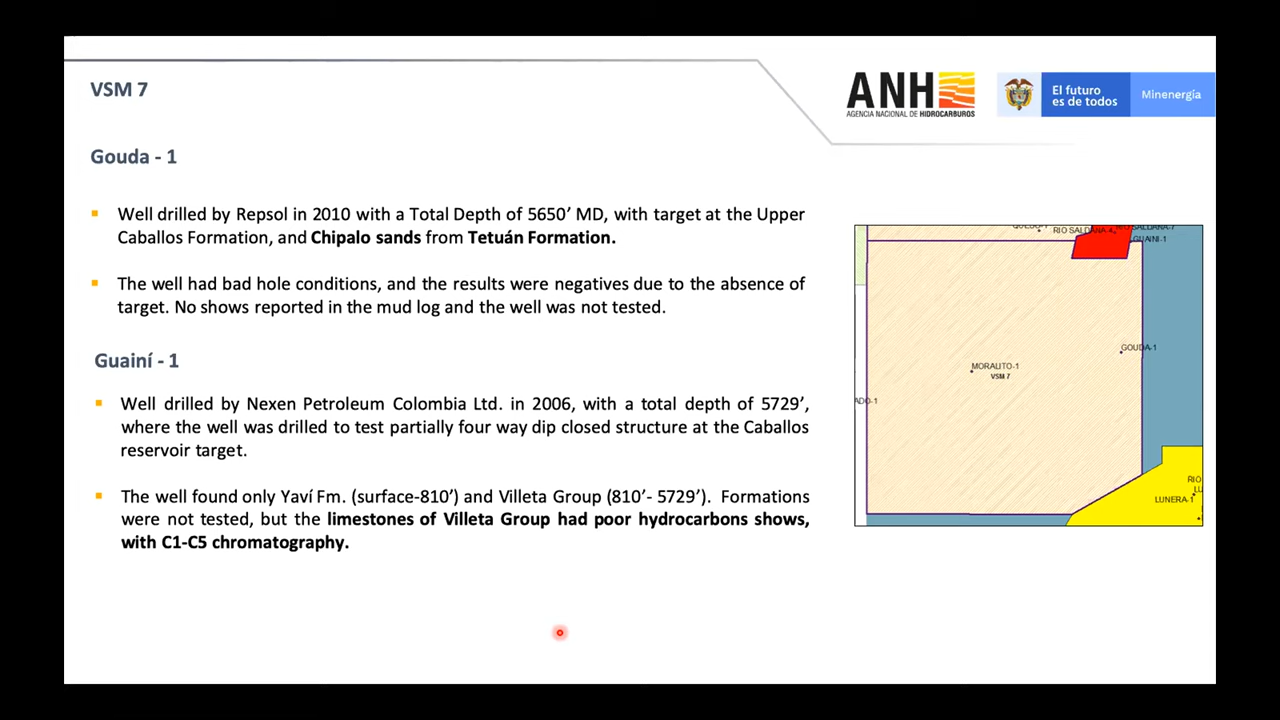 VSM 7
ANH
AGENCIA NACIONAL DE HIDROCARBUROS
El futuro
es de todos
Minenergía
Gouda - 1
Well drilled by Repsol in 2010 with a Total Depth of 5650’ MD, with target at the Upper
Caballos Formation, and Chipalo sands from Tetuán Formation.
The well had bad hole conditions, and the results were negatives due to the absence of
target. No shows reported in the mud log and the well was not tested.
Guainí - 1
Well drilled by Nexen Petroleum Colombia Ltd. in 2006, with a total depth of 5729’,
where the well was drilled to test partially four way dip closed structure at the Caballos
reservoir target.
The well found only Yaví Fm. (surface-810’) and Villeta Group (810’- 5729’). Formations
were not tested, but the limestones of Villeta Group had poor hydrocarbons shows,
with C1-C5 chromatography.
RIO SALDANA-4
GUAINI-1
GOUDA-1
MORALITO-1
VSM 7
ADO-1
RIO
LU
LUNERA-1